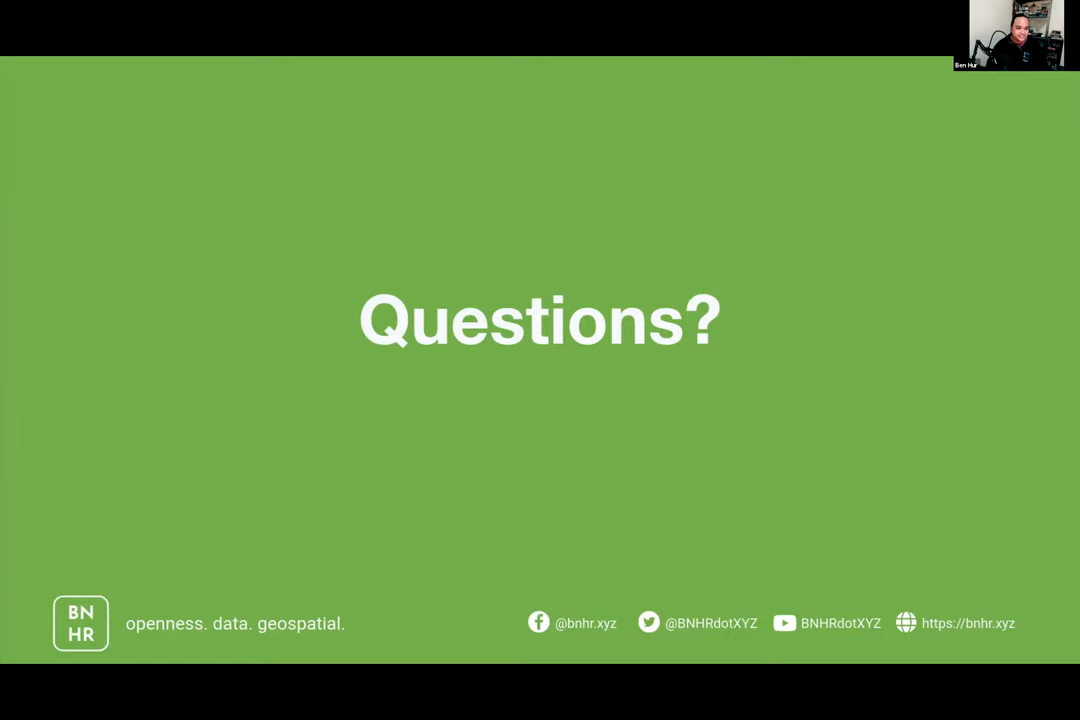 Ben Hur
Questions?
BN
HR
openness. data. geospatial.
@bnhr.xyz
@BNHRdotXYZ
BNHRdotXYZ
https://bnhr.xyz